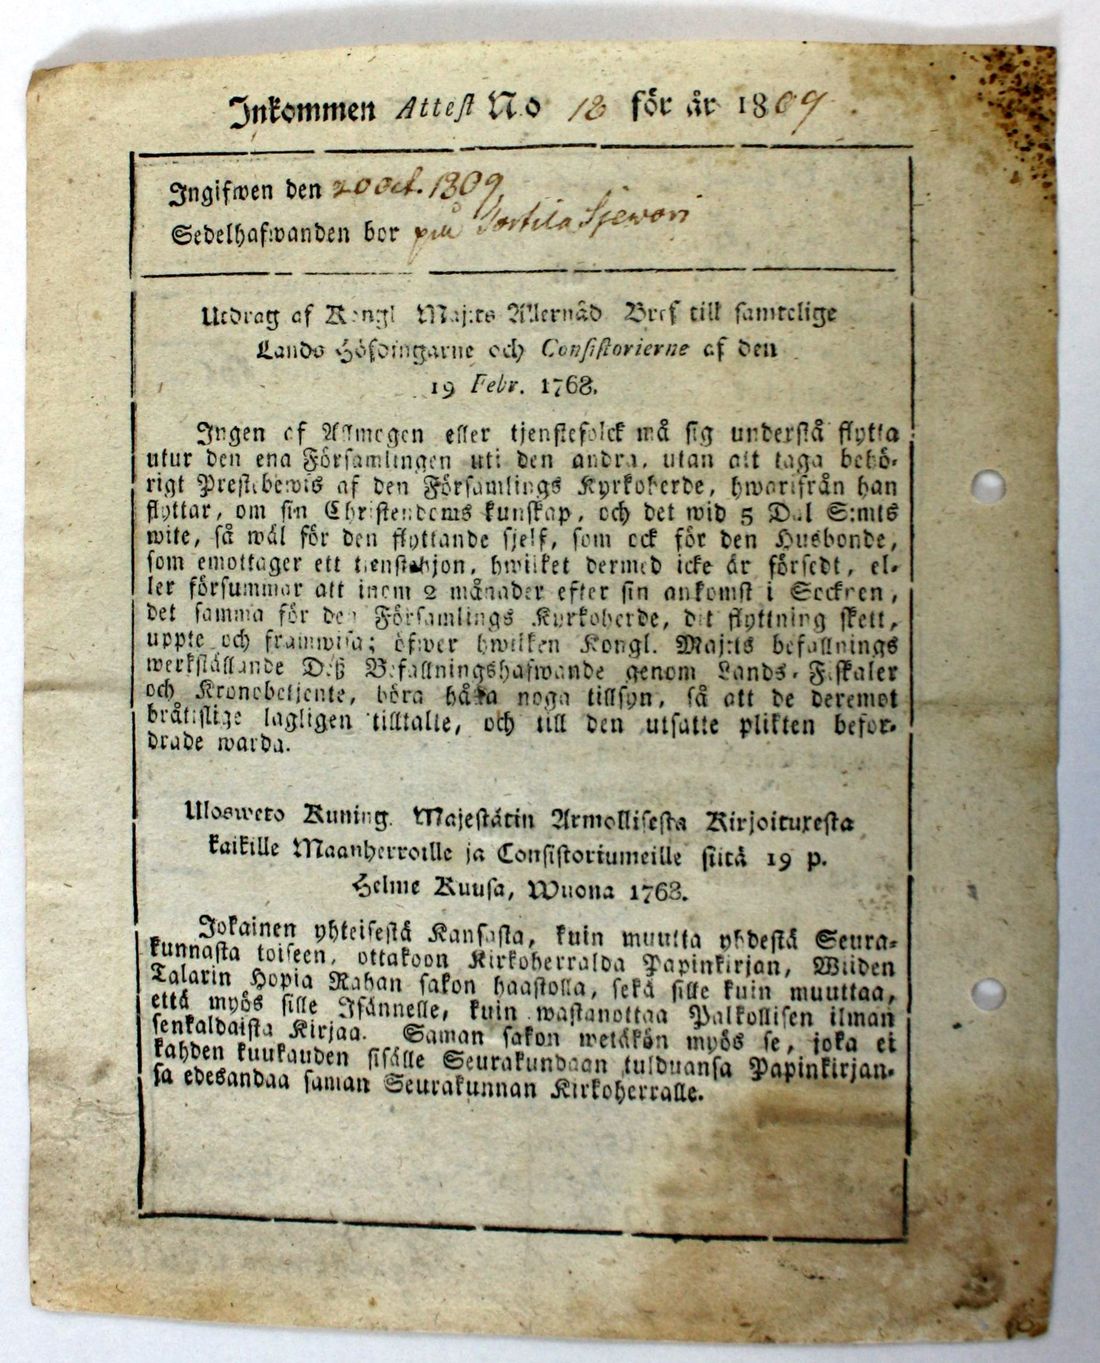 Inkommen Attest N:o 18 för år 1809
Ingifwen den 20 Oct. 1809
Sedelhafwanden bor på
Utdrag af Kongl Maj:ts Allernåd Bref till samtelige
Lands Höfdingarne och Consistorierne af den
19 Febr. 1768.
Ingen af Allmogen eller tjenstefolck må sig understå flytta
utur den ena Församlingen uti den andra, utan att taga behö-
rigt Prestebewis af den Församlings Kyrkoherde, hwarifrån han
flyttar, om sin Christendoms kunskap, och det wid 5 Dal S:mts
wite, så wäl för den flyttande sjelf, som ock för den Husbonde,
som emottager ett tienstehjon, hwilket dermed icke är försedt, el-
ler försummar att inom 2 månader efter sin ankomst i Socknen,
det samma för den Församlings Kyrkoherde, dit flyttning skett,
uppte och framwisa; öfwer hwilken Kongl. Maj:ts befallnings
werkställande Deß Befallningshafwande genom Lands-Fiskaler
och Kronobetjente, böra hafwa noga tillsyn, så att de deremot
bråtslige lagligen tilltalte, och till den utsatte plikten befor-
drade warda.
Ulosweto Kuning. Majestätin Armollisesta Kirjoituxesta
kaikille Maanherroille ja Consistoriumeille siitä 19 p.
Helme Kuusa, Wuona 1768.
Jokainen yhteisestä Kansasta, kuin muutta yhdestä Seura-
kunnasta toiseen, ottakoon Kirkoherralda Papinkirjan, Wiiden
Talarin Hopia Rahan sakon haastolla, sekä sille kuin muuttaa,
että myös sille Isännelle, kuin wastanottaa Palkollisen ilman
senkaldaista Kirjaa. Saman sakon wetäkön myös se, joka ei
kahden kuukauden sisälle Seurakundaan tulduansa Papinkirjan-
sa edesandaa saman Seurakunnan Kirkoherralle.